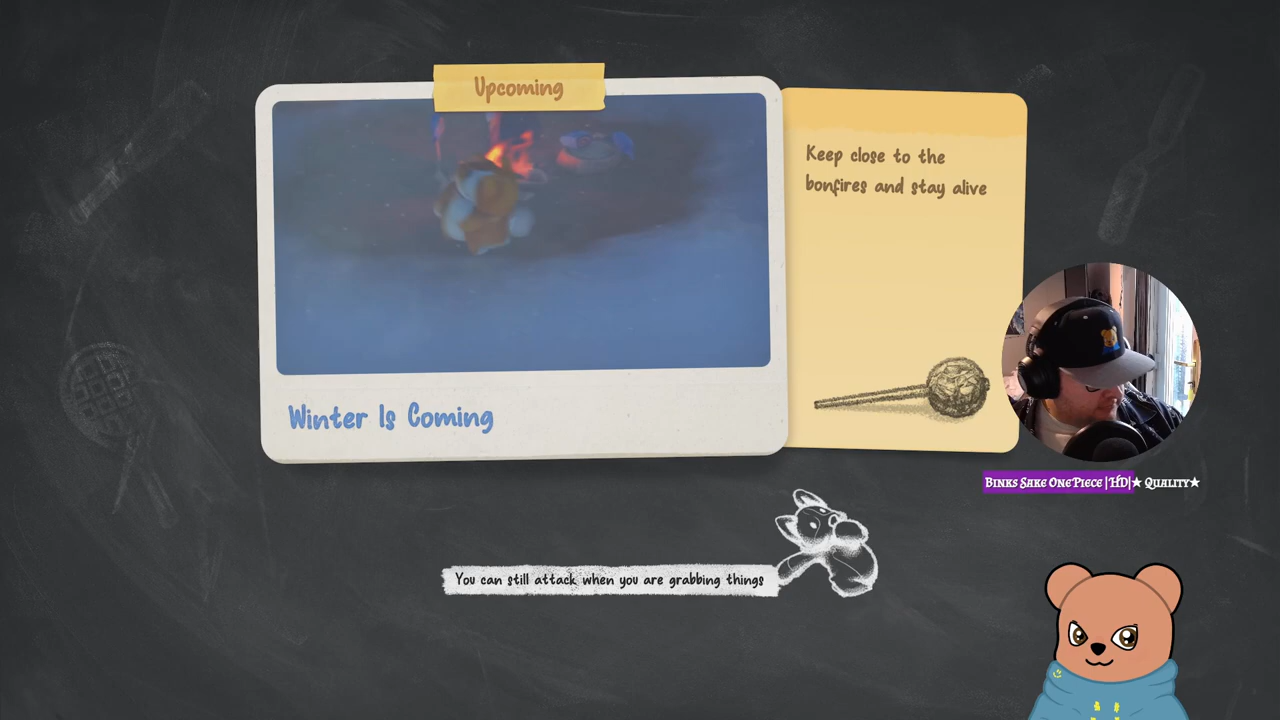 Upcoming
Keep close to the
bonfires and stay alive
Winter Is Coming
Binks Sake One Piece |HD|★ Quality★
You can still attack when you are grabbing things